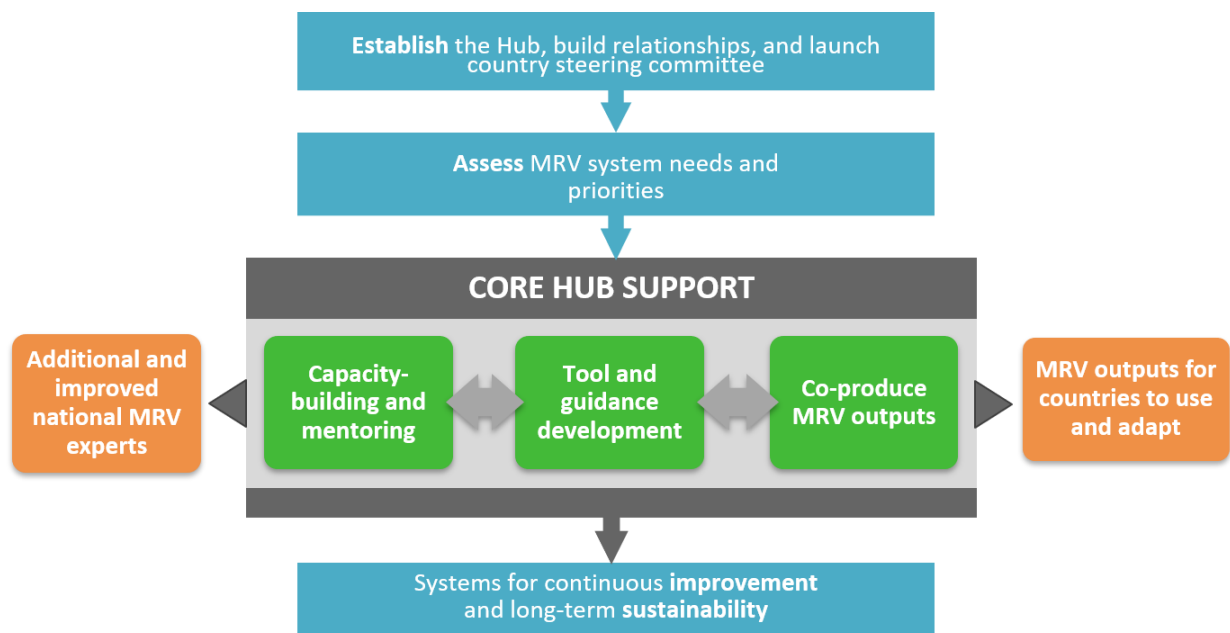 Establish the Hub, build relationships, and launch
country steering committee
Assess MRV system needs and
priorities
CORE HUB SUPPORT
Additional and
improved
national MRV
experts
Capacity-
building and
mentoring
Tool and
guidance
development
Co-produce
MRV outputs
MRV outputs for
countries to use
and adapt
Systems for continuous improvement
and long-term sustainability